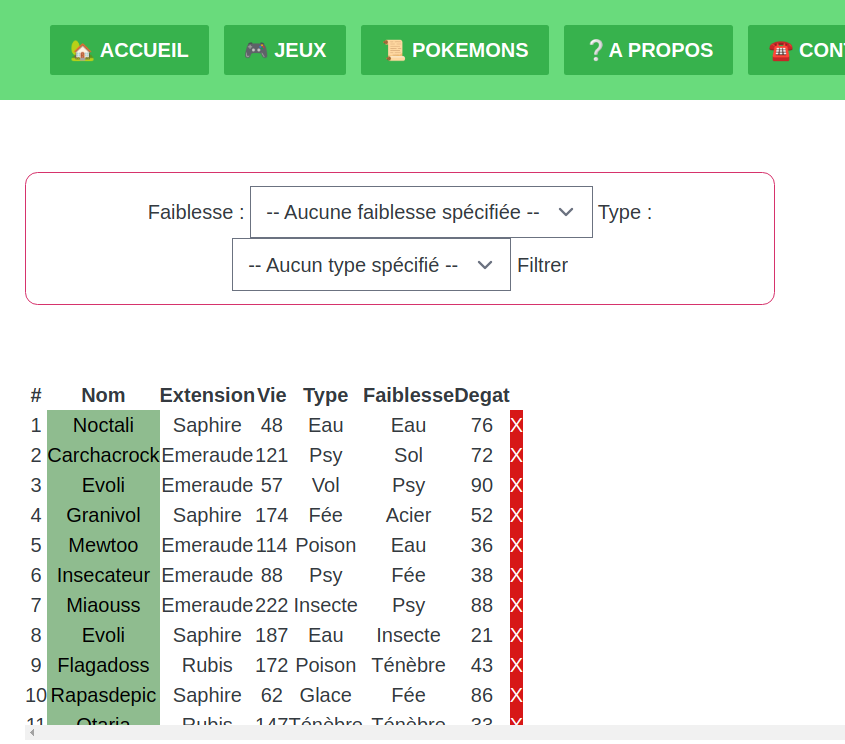 🏡 ACCUEIL 🎮 JEUX 📜 POKEMONS ❔A PROPOS ☎️ CON
Faiblesse : -- Aucune faiblesse spécifiée -- Type :
-- Aucun type spécifié -- Filtrer
# Nom Extension Vie Type Faiblesse Degat
1 Noctali Saphire 48 Eau Eau 76 X
2 Carchacrock Emeraude 121 Psy Sol 72 X
3 Evoli Emeraude 57 Vol Psy 90 X
4 Granivol Saphire 174 Fée Acier 52 X
5 Mewtoo Emeraude 114 Poison Eau 36 X
6 Insecateur Emeraude 88 Psy Fée 38 X
7 Miaouss Emeraude 222 Insecte Psy 88 X
8 Evoli Saphire 187 Eau Insecte 21 X
9 Flagadoss Rubis 172 Poison Ténèbre 43 X
10 Rapasdepic Saphire 62 Glace Fée 86 X
11 Otaria Rubis 147 Ténèbre Ténèbre 33 X